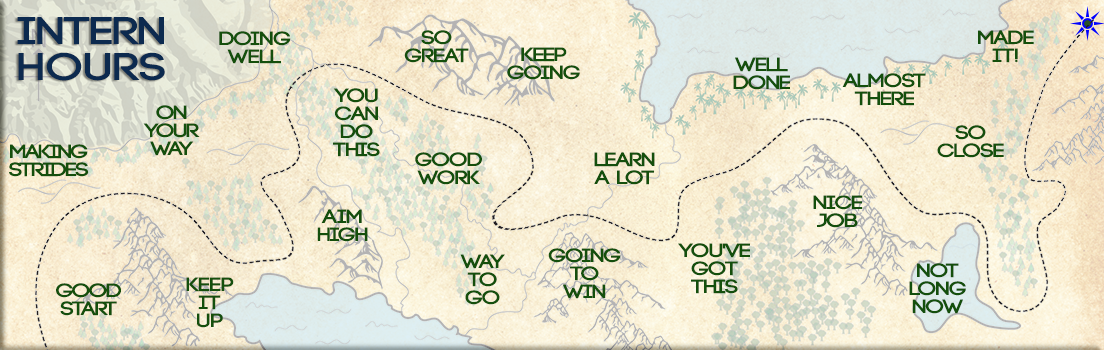 INTERN
HOURS
DOING
WELL
SO
GREAT
KEEP
GOING
MADE
IT!
WELL
DONE
ALMOST
THERE
ON
YOUR
WAY
YOU
CAN
DO
THIS
MAKING
STRIDES
GOOD
WORK
LEARN
A LOT
SO
CLOSE
AIM
HIGH
NICE
JOB
WAY
TO
GO
GOING
TO
WIN
YOU'VE
GOT
THIS
NOT
LONG
NOW
GOOD
START
KEEP
IT
UP